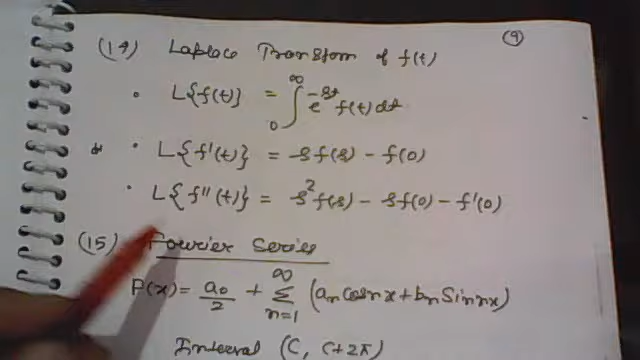 (9)
(14) Laplace Transform of f(t)
• L{f(t)} = ∫₀^∞ e^{-st} f(t) dt
* • L{f'(t)} = s f(s) - f(0)
• L{f''(t)} = s² f(s) - s f(0) - f'(0)
(15) Fourier Series
F(x) = a₀/2 + ∑_{n=1}^∞ (aₙ Cos nx + bₙ Sin nx)
Interval (C, C+2π)